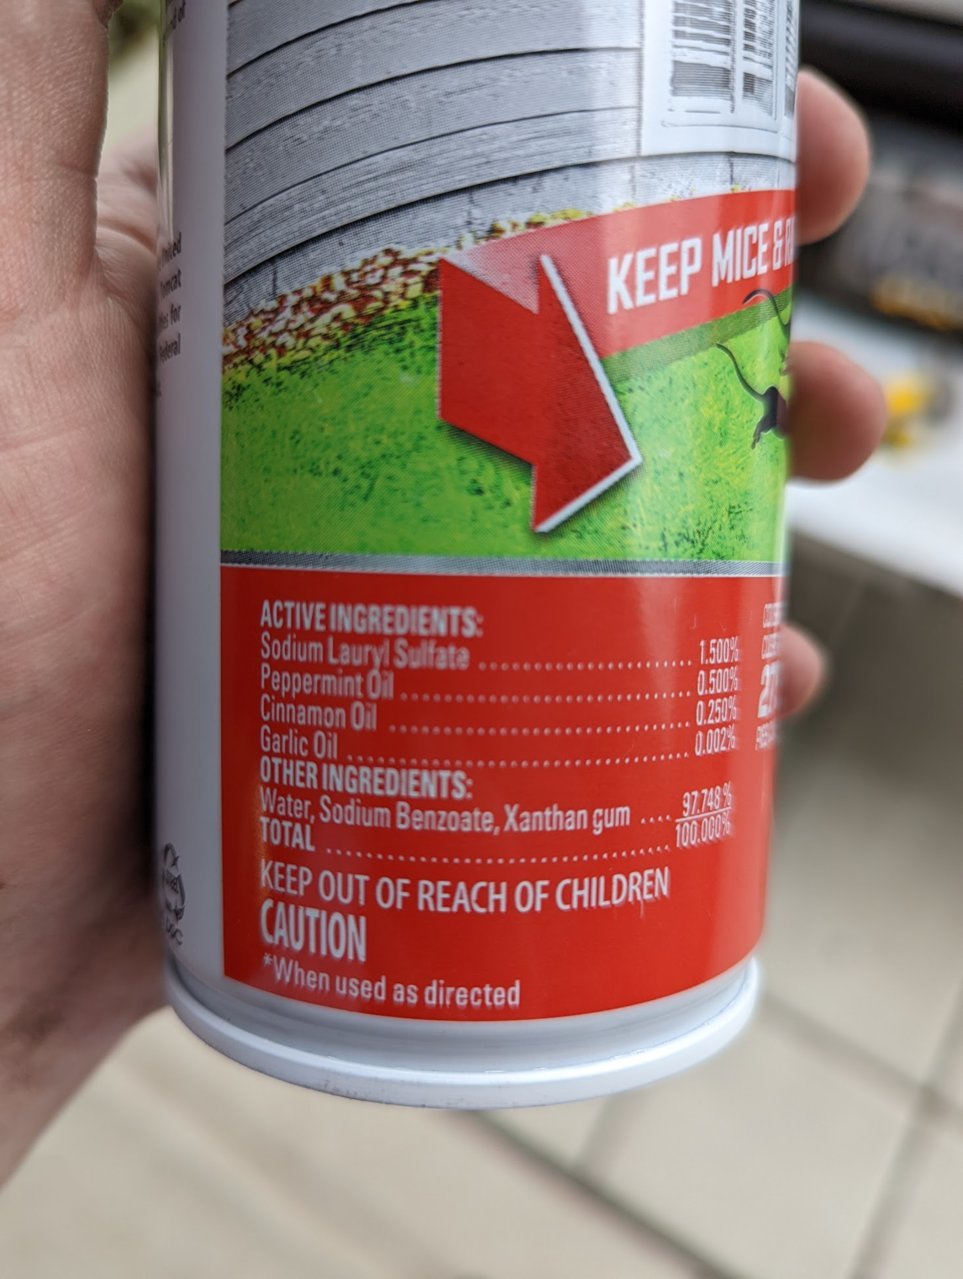 KEEP MICE &
ACTIVE INGREDIENTS:
Sodium Lauryl Sulfate ........................ 1.500%
Peppermint Oil ................................ 0.500%
Cinnamon Oil ................................. 0.250%
Garlic Oil ...................................... 0.002%
OTHER INGREDIENTS:
Water, Sodium Benzoate, Xanthan gum .... 97.748%
TOTAL ........................................ 100.000%
KEEP OUT OF REACH OF CHILDREN
CAUTION
*When used as directed